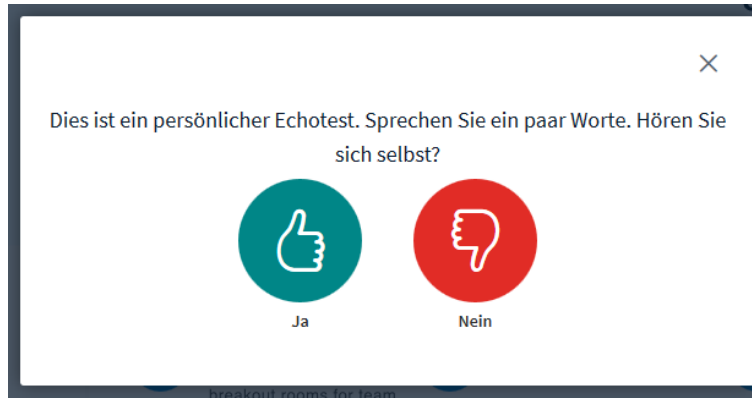 Dies ist ein persönlicher Echotest. Sprechen Sie ein paar Worte. Hören Sie
sich selbst?
Ja
Nein
breakout rooms for team